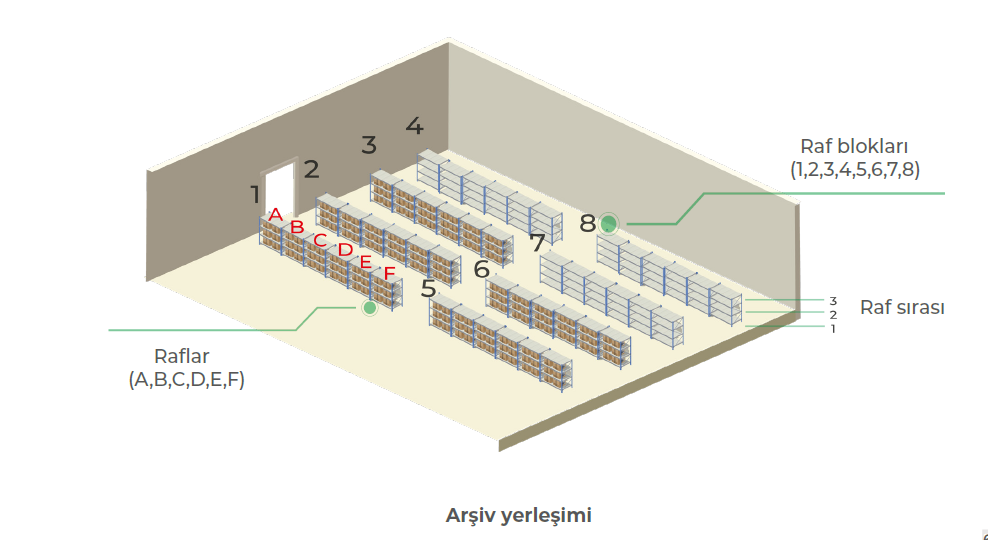 4
3
2
1
A
B
C
D
E
F
5
6
7
8
Raf blokları
(1,2,3,4,5,6,7,8)
3
2
1
Raf sırası
Raflar
(A,B,C,D,E,F)
Arşiv yerleşimi